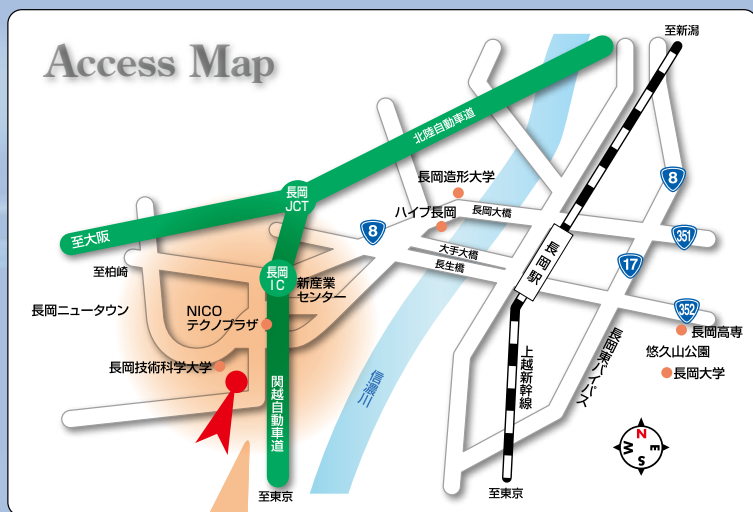 Access Map
至新潟
北陸自動車道
長岡造形大学
長岡
JCT
ハイブ長岡
長岡大橋
8
8
351
至大阪
大手大橋
長生橋
長岡駅
17
至柏崎
長岡
IC
新産業
センター
352
長岡ニュータウン
NICO
テクノプラザ
長岡高専
悠久山公園
長岡大学
長岡技術科学大学
関越自動車道
信濃川
上越新幹線
長岡東バイパス
N
E
S
W
至東京
至東京